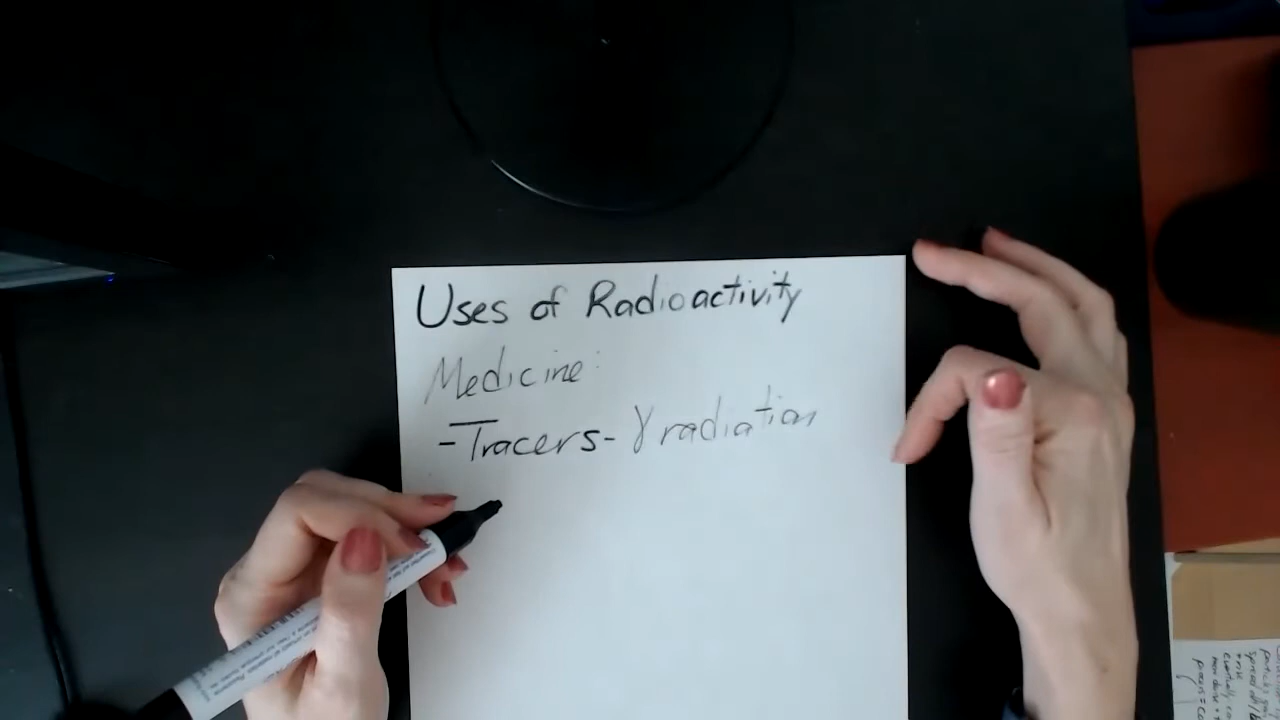 Uses of Radioactivity
Medicine:
-Tracers- γ radiation